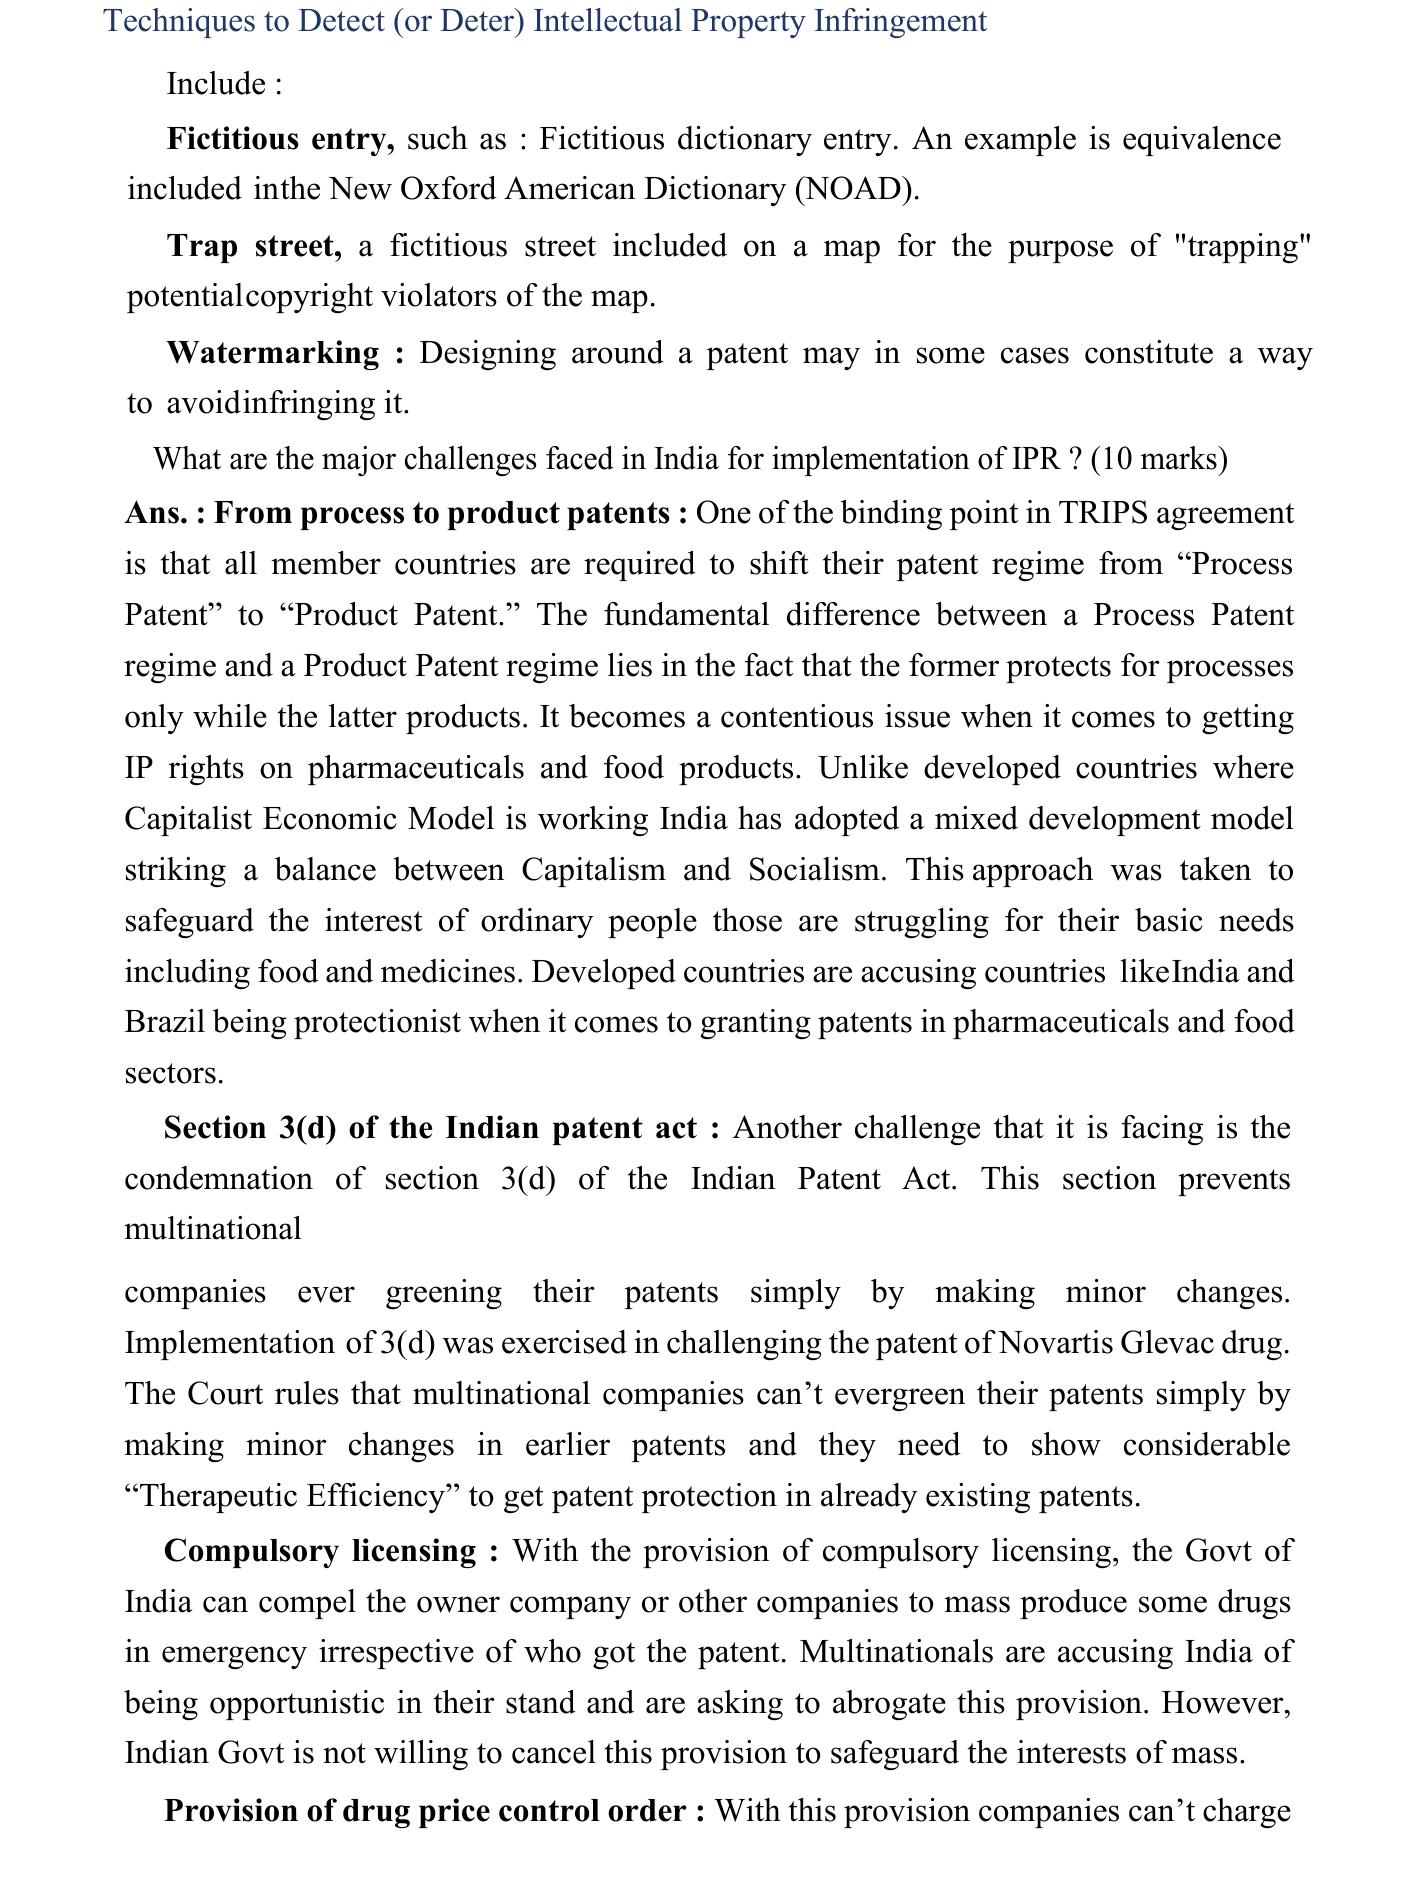 Techniques to Detect (or Deter) Intellectual Property Infringement
Include :
Fictitious entry, such as : Fictitious dictionary entry. An example is equivalence
included inthe New Oxford American Dictionary (NOAD).
Trap street, a fictitious street included on a map for the purpose of "trapping"
potentialcopyright violators of the map.
Watermarking : Designing around a patent may in some cases constitute a way
to avoidinfringing it.
What are the major challenges faced in India for implementation of IPR ? (10 marks)
Ans. : From process to product patents : One of the binding point in TRIPS agreement
is that all member countries are required to shift their patent regime from “Process
Patent” to “Product Patent.” The fundamental difference between a Process Patent
regime and a Product Patent regime lies in the fact that the former protects for processes
only while the latter products. It becomes a contentious issue when it comes to getting
IP rights on pharmaceuticals and food products. Unlike developed countries where
Capitalist Economic Model is working India has adopted a mixed development model
striking a balance between Capitalism and Socialism. This approach was taken to
safeguard the interest of ordinary people those are struggling for their basic needs
including food and medicines. Developed countries are accusing countries likeIndia and
Brazil being protectionist when it comes to granting patents in pharmaceuticals and food
sectors.
Section 3(d) of the Indian patent act : Another challenge that it is facing is the
condemnation of section 3(d) of the Indian Patent Act. This section prevents
multinational
companies ever greening their patents simply by making minor changes.
Implementation of 3(d) was exercised in challenging the patent of Novartis Glevac drug.
The Court rules that multinational companies can’t evergreen their patents simply by
making minor changes in earlier patents and they need to show considerable
“Therapeutic Efficiency” to get patent protection in already existing patents.
Compulsory licensing : With the provision of compulsory licensing, the Govt of
India can compel the owner company or other companies to mass produce some drugs
in emergency irrespective of who got the patent. Multinationals are accusing India of
being opportunistic in their stand and are asking to abrogate this provision. However,
Indian Govt is not willing to cancel this provision to safeguard the interests of mass.
Provision of drug price control order : With this provision companies can’t charge